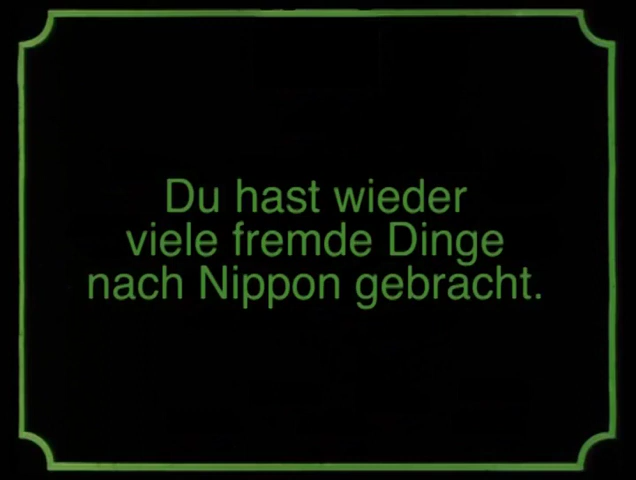 Du hast wieder
viele fremde Dinge
nach Nippon gebracht.